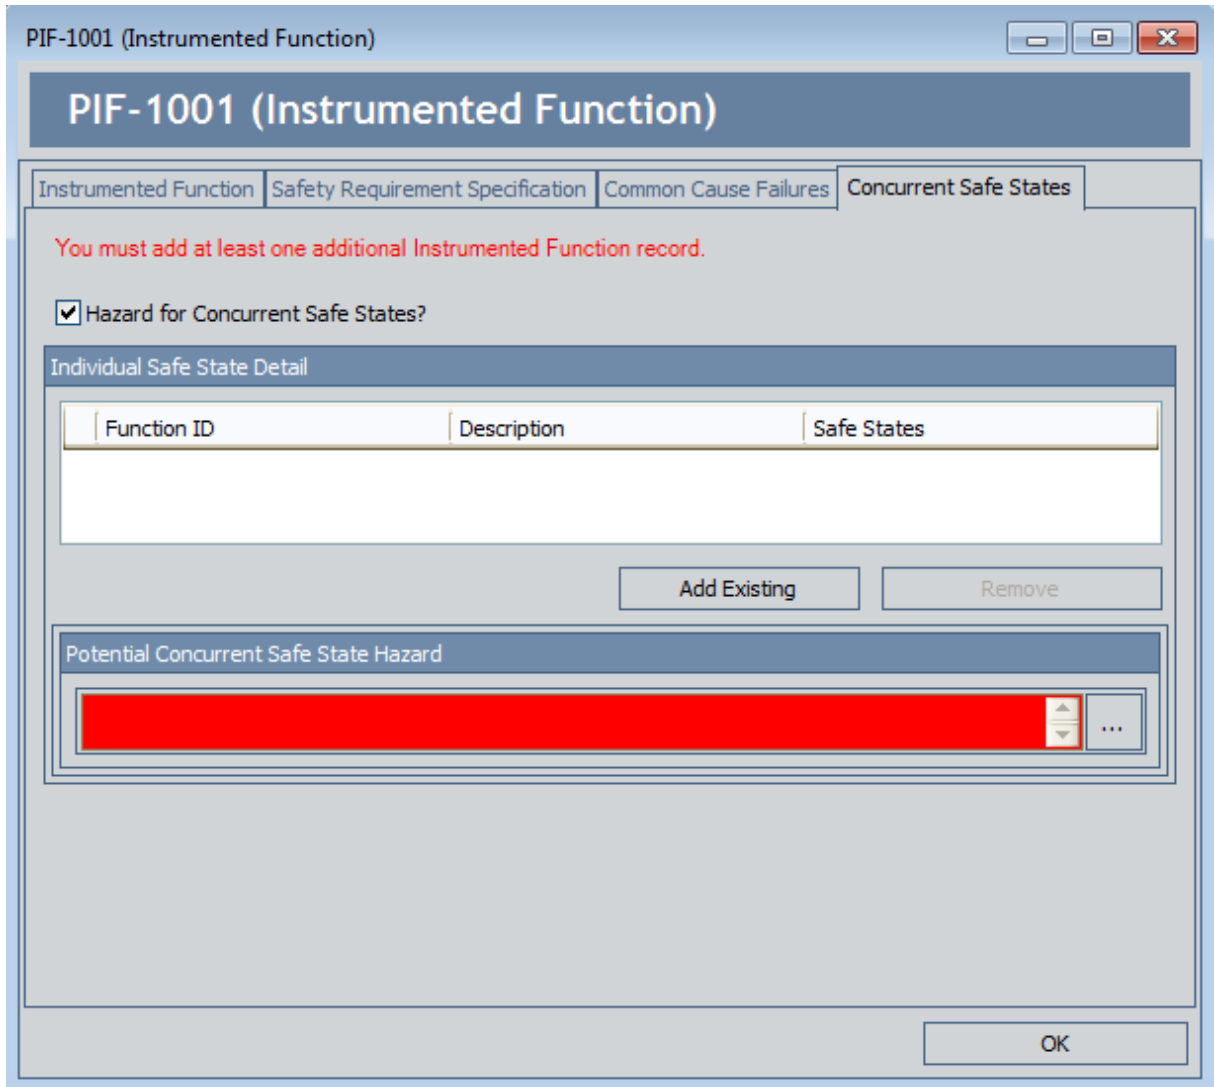 PIF-1001 (Instrumented Function)
PIF-1001 (Instrumented Function)
Instrumented Function Safety Requirement Specification Common Cause Failures Concurrent Safe States
You must add at least one additional Instrumented Function record.
Hazard for Concurrent Safe States?
Individual Safe State Detail
Function ID Description Safe States
Add Existing Remove
Potential Concurrent Safe State Hazard
...
OK